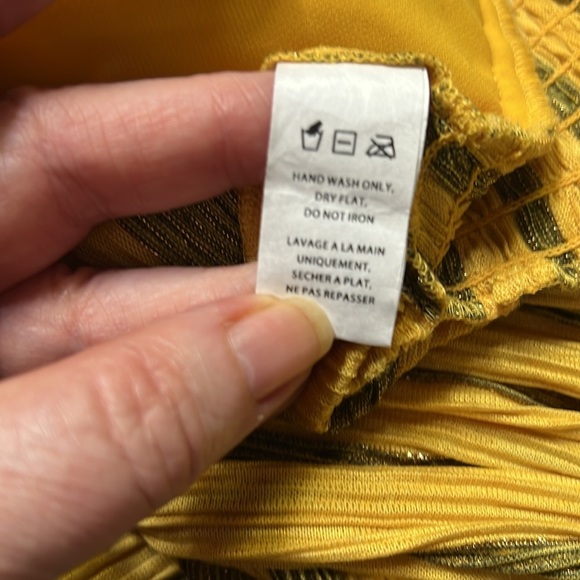 HAND WASH ONLY,
DRY FLAT,
DO NOT IRON
LAVAGE A LA MAIN
UNIQUEMENT,
SECHER A PLAT,
NE PAS REPASSER